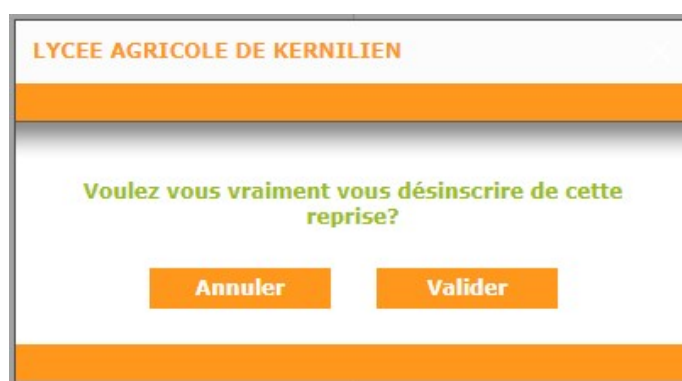 LYCEE AGRICOLE DE KERNILIEN
Voulez vous vraiment vous désinscrire de cette
reprise?
Annuler
Valider